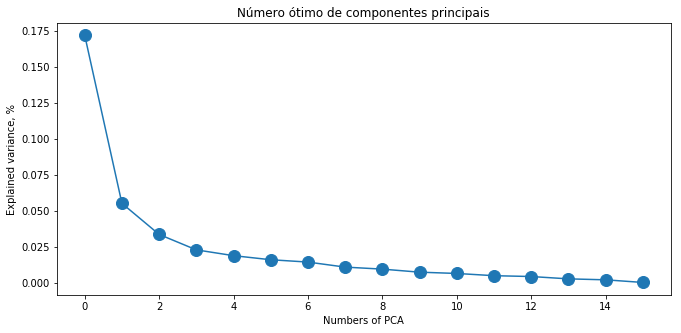 Número ótimo de componentes principais
0.175
0.150
0.125
0.100
0.075
0.050
0.025
0.000
Explained variance, %
0 2 4 6 8 10 12 14
Numbers of PCA